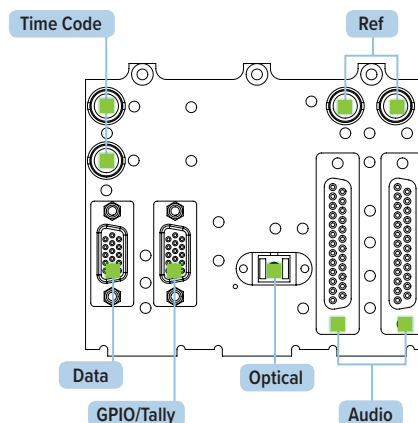 Time Code
Ref
Data
Optical
GPIO/Tally
Audio